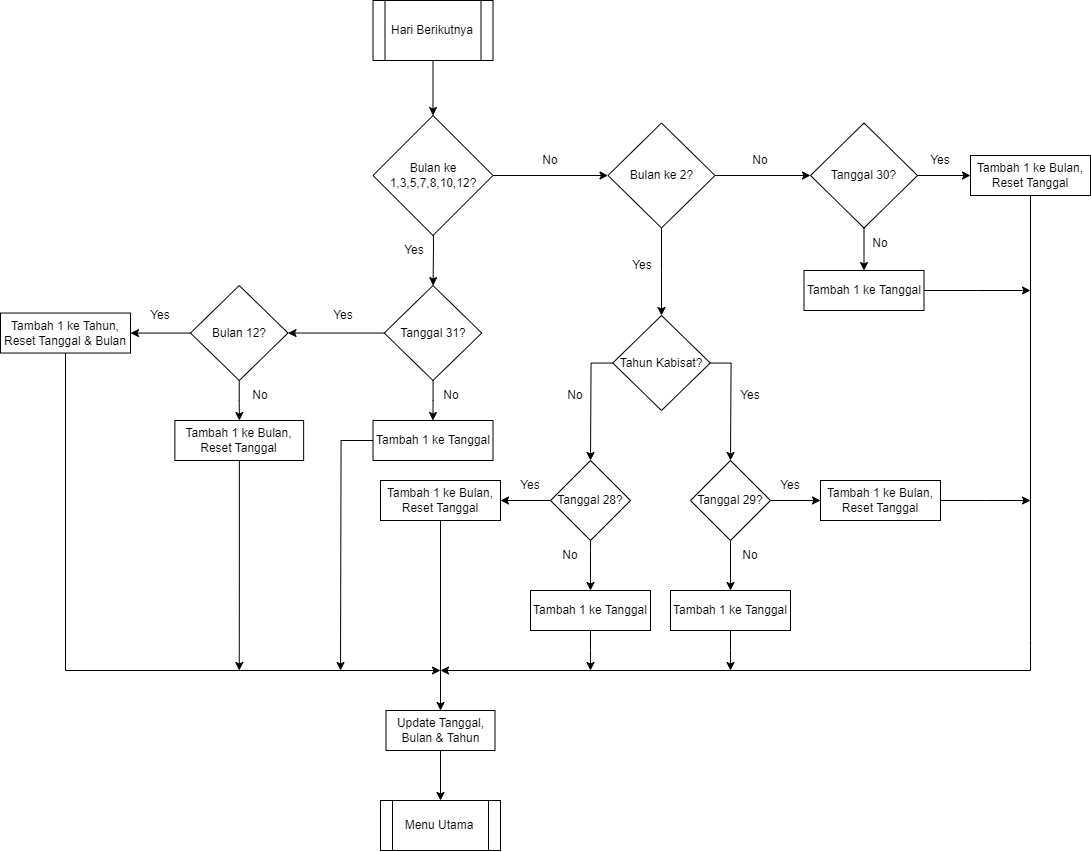 Hari Berikutnya
Bulan ke
1,3,5,7,8,10,12?
No
Bulan ke 2?
No
Tanggal 30?
Yes
Tambah 1 ke Bulan,
Reset Tanggal
Yes
Yes
No
Tambah 1 ke Tanggal
Tambah 1 ke Tahun,
Reset Tanggal & Bulan
Yes
Bulan 12?
Yes
Tanggal 31?
Tahun Kabisat?
No
No
No
Yes
Tambah 1 ke Bulan,
Reset Tanggal
Tambah 1 ke Tanggal
Tambah 1 ke Bulan,
Reset Tanggal
Yes
Tanggal 28?
Tanggal 29?
Yes
Tambah 1 ke Bulan,
Reset Tanggal
No
No
Tambah 1 ke Tanggal
Tambah 1 ke Tanggal
Update Tanggal,
Bulan & Tahun
Menu Utama